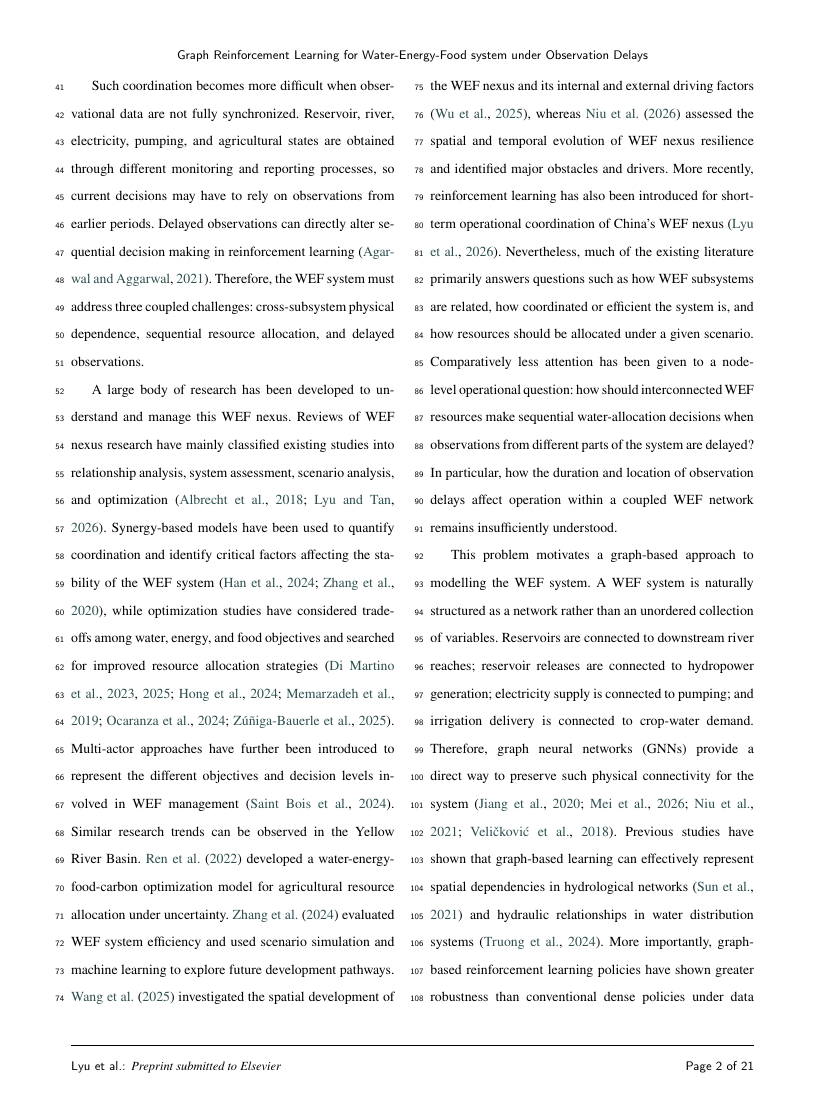 Graph Reinforcement Learning for Water-Energy-Food system under Observation Delays
41 Such coordination becomes more difficult when obser-
42 vational data are not fully synchronized. Reservoir, river,
43 electricity, pumping, and agricultural states are obtained
44 through different monitoring and reporting processes, so
45 current decisions may have to rely on observations from
46 earlier periods. Delayed observations can directly alter se-
47 quential decision making in reinforcement learning (Agar-
48 wal and Aggarwal, 2021). Therefore, the WEF system must
49 address three coupled challenges: cross-subsystem physical
50 dependence, sequential resource allocation, and delayed
51 observations.
52 A large body of research has been developed to un-
53 derstand and manage this WEF nexus. Reviews of WEF
54 nexus research have mainly classified existing studies into
55 relationship analysis, system assessment, scenario analysis,
56 and optimization (Albrecht et al., 2018; Lyu and Tan,
57 2026). Synergy-based models have been used to quantify
58 coordination and identify critical factors affecting the sta-
59 bility of the WEF system (Han et al., 2024; Zhang et al.,
60 2020), while optimization studies have considered trade-
61 offs among water, energy, and food objectives and searched
62 for improved resource allocation strategies (Di Martino
63 et al., 2023, 2025; Hong et al., 2024; Memarzadeh et al.,
64 2019; Ocaranza et al., 2024; Zúñiga-Bauerle et al., 2025).
65 Multi-actor approaches have further been introduced to
66 represent the different objectives and decision levels in-
67 volved in WEF management (Saint Bois et al., 2024).
68 Similar research trends can be observed in the Yellow
69 River Basin. Ren et al. (2022) developed a water-energy-
70 food-carbon optimization model for agricultural resource
71 allocation under uncertainty. Zhang et al. (2024) evaluated
72 WEF system efficiency and used scenario simulation and
73 machine learning to explore future development pathways.
74 Wang et al. (2025) investigated the spatial development of
75 the WEF nexus and its internal and external driving factors
76 (Wu et al., 2025), whereas Niu et al. (2026) assessed the
77 spatial and temporal evolution of WEF nexus resilience
78 and identified major obstacles and drivers. More recently,
79 reinforcement learning has also been introduced for short-
80 term operational coordination of China's WEF nexus (Lyu
81 et al., 2026). Nevertheless, much of the existing literature
82 primarily answers questions such as how WEF subsystems
83 are related, how coordinated or efficient the system is, and
84 how resources should be allocated under a given scenario.
85 Comparatively less attention has been given to a node-
86 level operational question: how should interconnected WEF
87 resources make sequential water-allocation decisions when
88 observations from different parts of the system are delayed?
89 In particular, how the duration and location of observation
90 delays affect operation within a coupled WEF network
91 remains insufficiently understood.
92 This problem motivates a graph-based approach to
93 modelling the WEF system. A WEF system is naturally
94 structured as a network rather than an unordered collection
95 of variables. Reservoirs are connected to downstream river
96 reaches; reservoir releases are connected to hydropower
97 generation; electricity supply is connected to pumping; and
98 irrigation delivery is connected to crop-water demand.
99 Therefore, graph neural networks (GNNs) provide a
100 direct way to preserve such physical connectivity for the
101 system (Jiang et al., 2020; Mei et al., 2026; Niu et al.,
102 2021; Veličković et al., 2018). Previous studies have
103 shown that graph-based learning can effectively represent
104 spatial dependencies in hydrological networks (Sun et al.,
105 2021) and hydraulic relationships in water distribution
106 systems (Truong et al., 2024). More importantly, graph-
107 based reinforcement learning policies have shown greater
108 robustness than conventional dense policies under data
Lyu et al.: Preprint submitted to Elsevier
Page 2 of 21